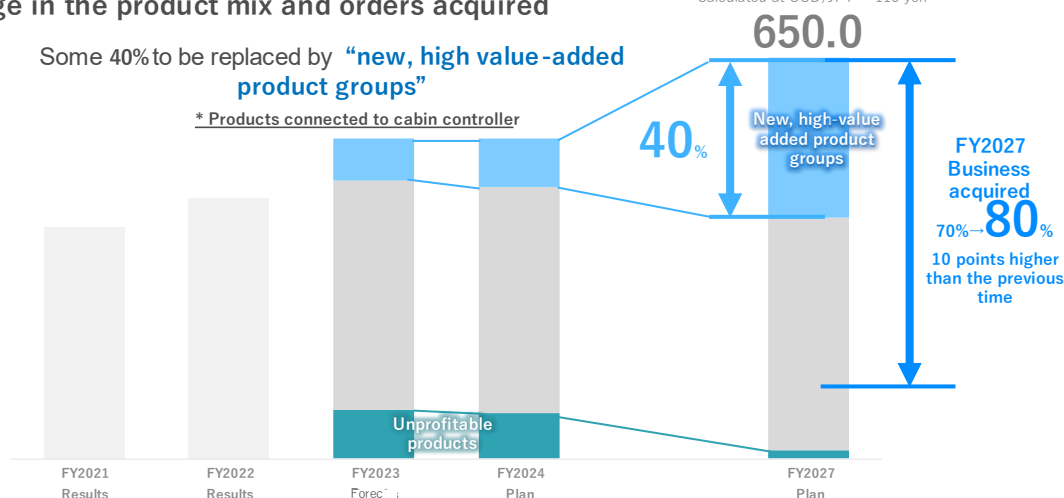 ge in the product mix and orders acquired
650.0
Some 40% to be replaced by “new, high value-added
product groups”
* Products connected to cabin controller
40%
New, high-value
added product
groups
FY2027
Business
acquired
70%→80%
10 points higher
than the previous
time
Unprofitable
products
FY2021
Results
FY2022
Results
FY2023
FY2024
Plan
FY2027
Plan